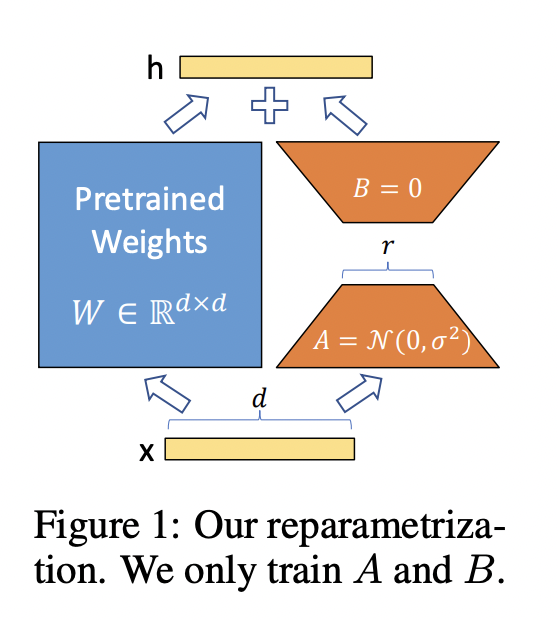 h
Pretrained
Weights
W ∈ ℝ^{d×d}
B = 0
r
A = 𝒩(0, σ²)
d
x
Figure 1: Our reparametriza-
tion. We only train A and B.